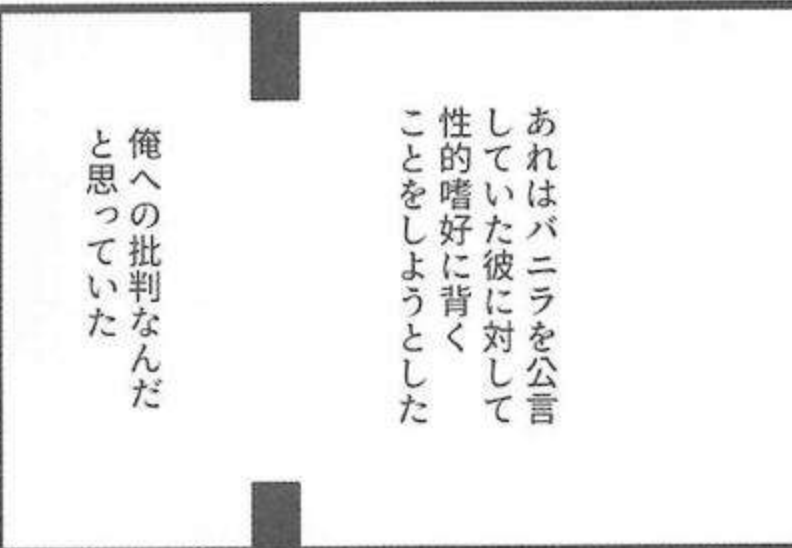 あれはバニラを公言
していた彼に対して
性的嗜好に背く
ことをしようとした
俺への批判なんだ
と思っていた